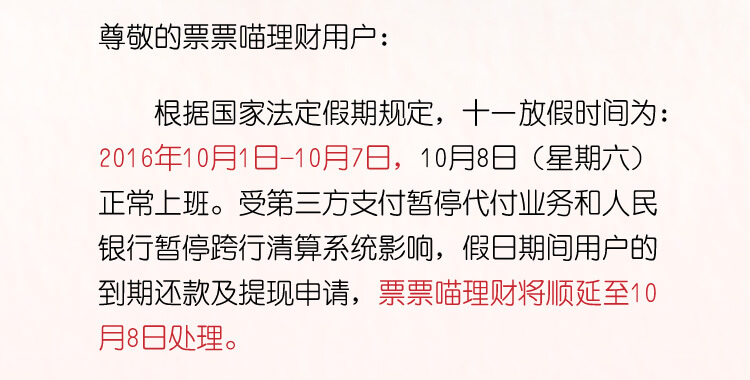 尊敬的票票喵理财用户：
根据国家法定假期规定，十一放假时间为：
2016年10月1日-10月7日，10月8日（星期六）
正常上班。受第三方支付暂停代付业务和人民
银行暂停跨行清算系统影响，假日期间用户的
到期还款及提现申请，票票喵理财将顺延至10
月8日处理。